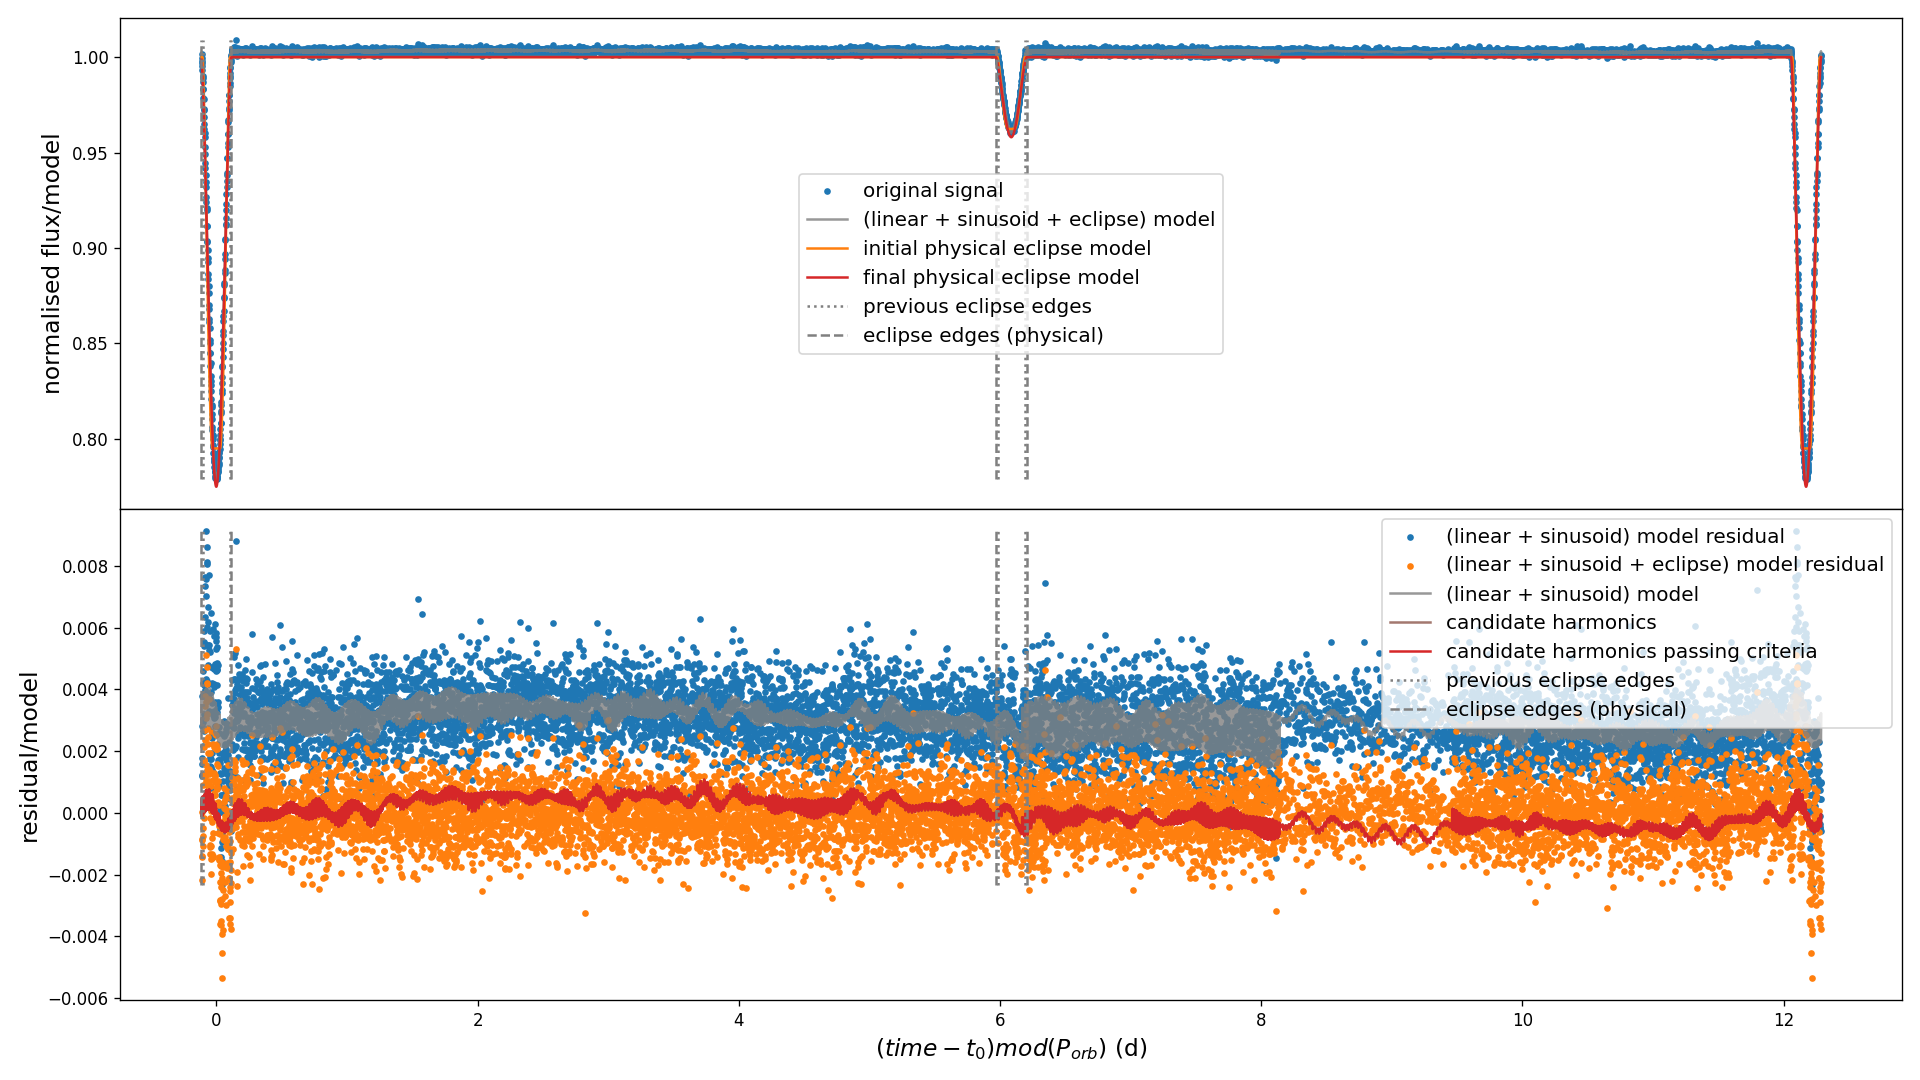 normalised flux/model
1.00
0.95
0.90
0.85
0.80
original signal
(linear + sinusoid + eclipse) model
initial physical eclipse model
final physical eclipse model
previous eclipse edges
eclipse edges (physical)
residual/model
0.008
0.006
0.004
0.002
0.000
−0.002
−0.004
−0.006
(linear + sinusoid) model residual
(linear + sinusoid + eclipse) model residual
(linear + sinusoid) model
candidate harmonics
candidate harmonics passing criteria
previous eclipse edges
eclipse edges (physical)
0 2 4 6 8 10 12
(time − t₀)mod(Pₒᵣb) (d)